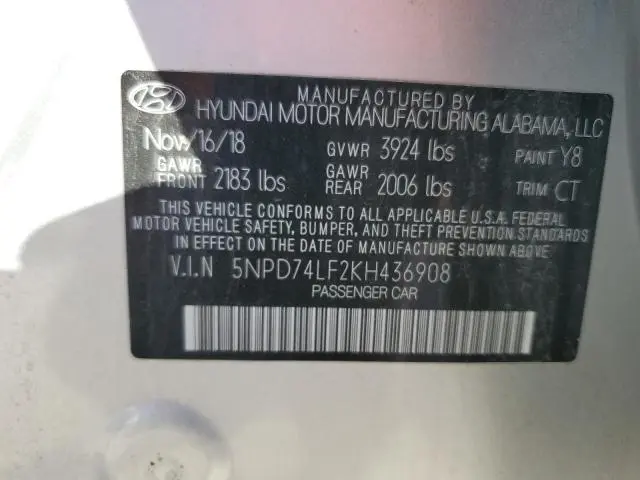 MANUFACTURED BY
HYUNDAI MOTOR MANUFACTURING ALABAMA, LLC
Nov/16/18 GVWR 3924 lbs PAINT Y8
GAWR FRONT 2183 lbs GAWR REAR 2006 lbs TRIM CT
THIS VEHICLE CONFORMS TO ALL APPLICABLE U.S.A. FEDERAL
MOTOR VEHICLE SAFETY, BUMPER, AND THEFT PREVENTION STANDARDS
IN EFFECT ON THE DATE OF MANUFACTURE SHOWN ABOVE.
V.I.N 5NPD74LF2KH436908
PASSENGER CAR